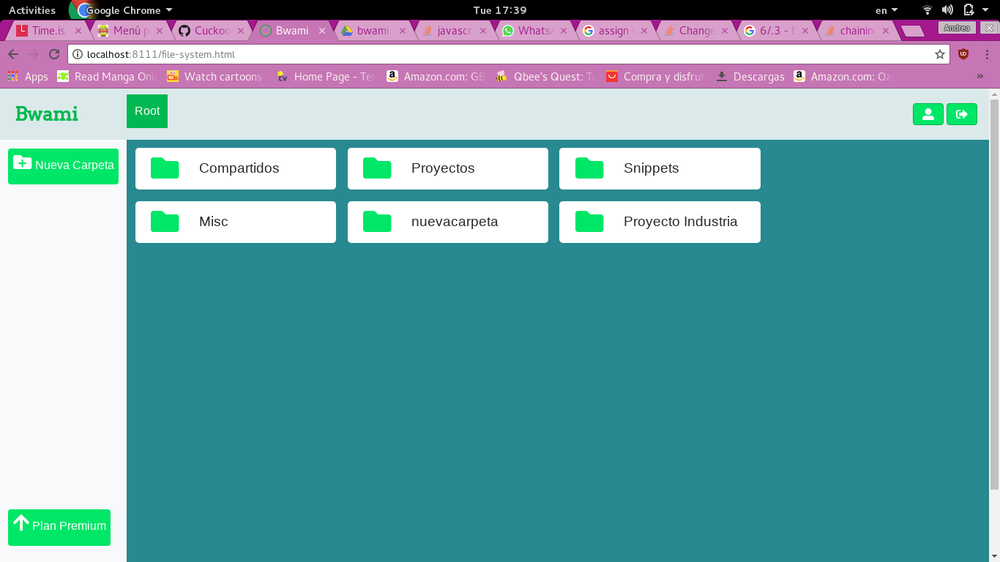 Activities Google Chrome Tue 17:39 en
Time.is Menú p Cuckoo Bwami bwami javascr WhatsA assign Change 6/.3 - E chaining Andrea
localhost:8111/file-system.html
Apps Read Manga Onl Watch cartoons Home Page - Tel Amazon.com: GB Qbee's Quest: Tu Compra y disfrut Descargas Amazon.com: Oz »
Bwami Root
Nueva Carpeta
Compartidos Proyectos Snippets
Misc nuevacarpeta Proyecto Industria
Plan Premium